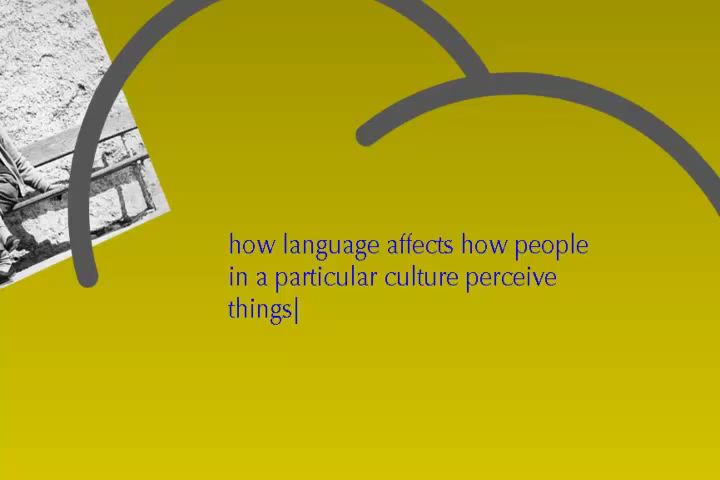 how language affects how people
in a particular culture perceive
things|